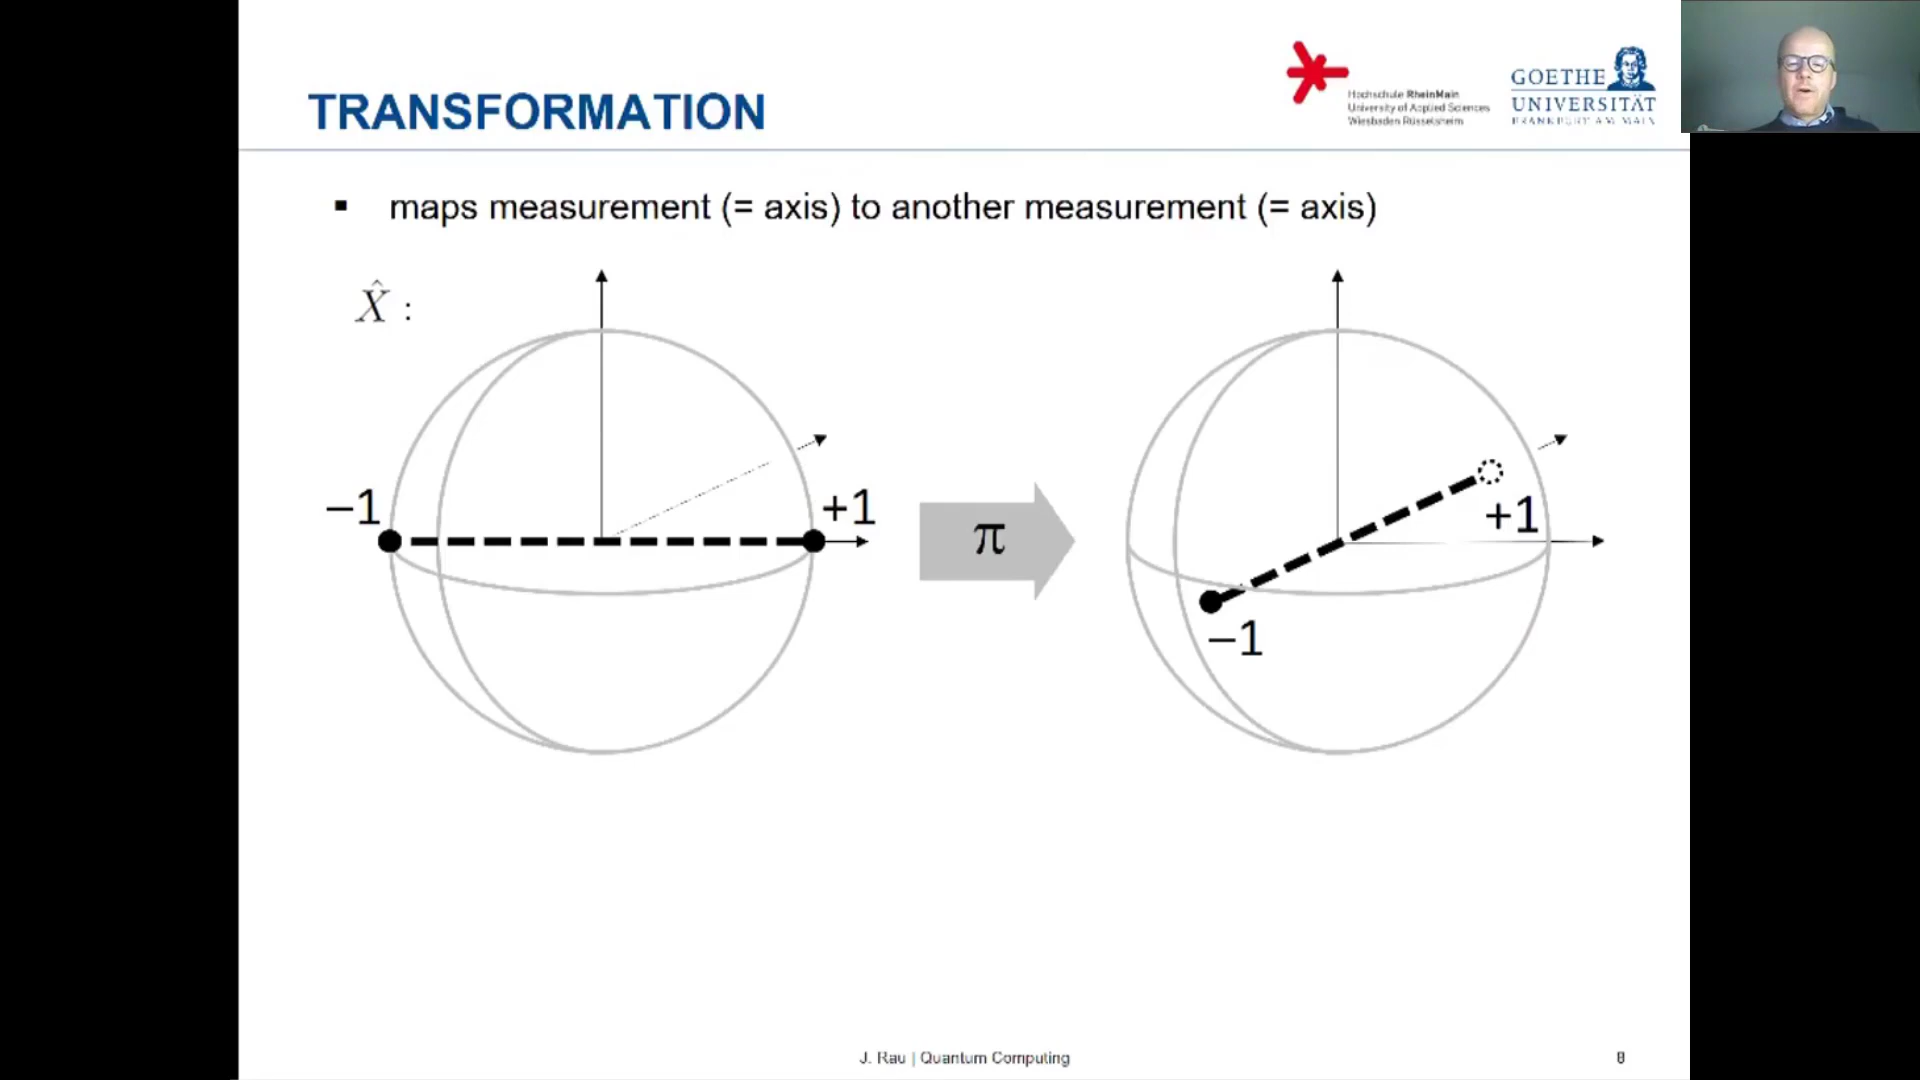 TRANSFORMATION
Hochschule RheinMain
University of Applied Sciences
Wiesbaden Rüsselsheim
GOETHE
UNIVERSITÄT
FRANKFURT AM MAIN
▪ maps measurement (= axis) to another measurement (= axis)
X̂ :
−1
+1
π
+1
−1
J. Rau | Quantum Computing
8